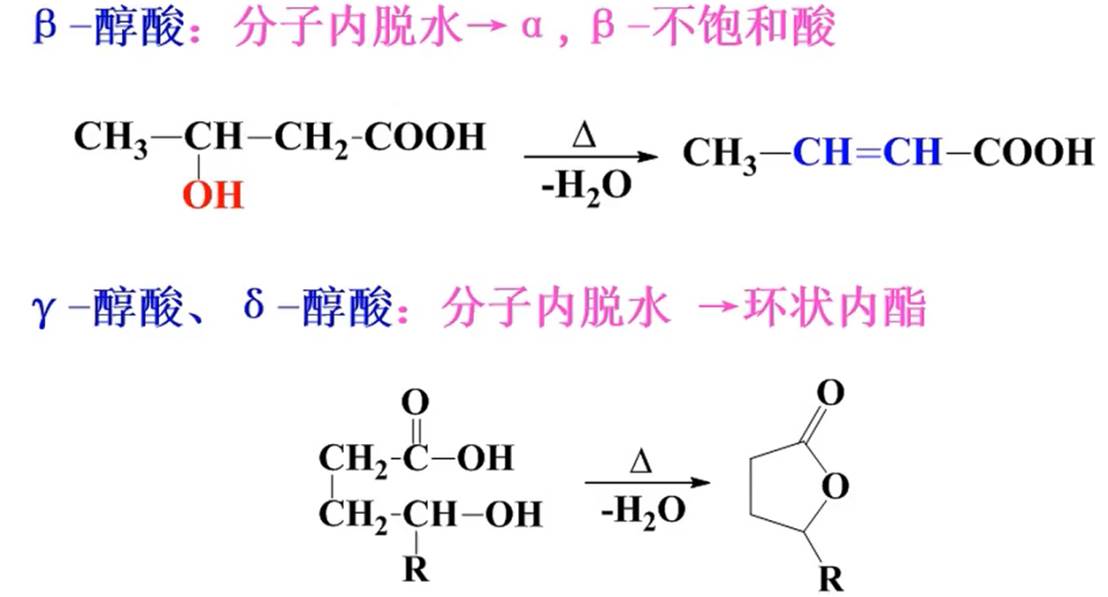 β-醇酸：分子内脱水→α,β-不饱和酸
CH₃—CH—CH₂-COOH
OH
Δ
-H₂O
CH₃—CH=CH—COOH
γ-醇酸、δ-醇酸：分子内脱水 →环状内酯
O
CH₂-C—OH
CH₂-CH—OH
R
Δ
-H₂O
O
O
R